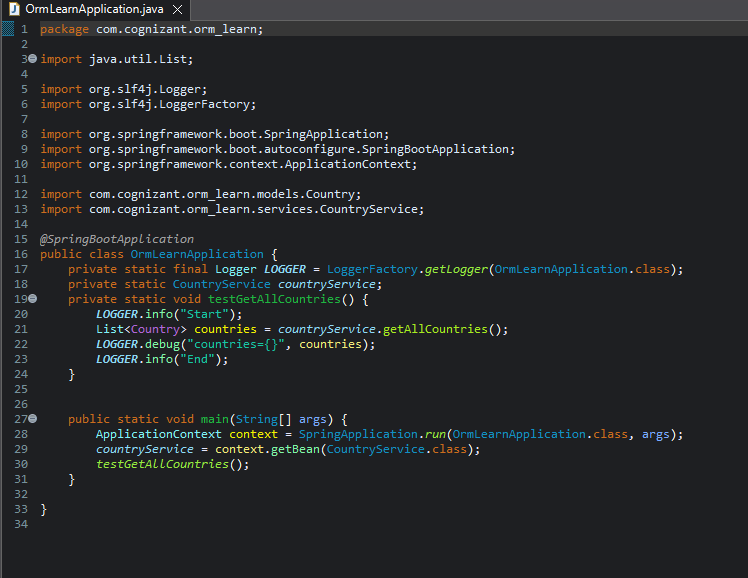 OrmLearnApplication.java
1 package com.cognizant.orm_learn;
2
3 import java.util.List;
4
5 import org.slf4j.Logger;
6 import org.slf4j.LoggerFactory;
7
8 import org.springframework.boot.SpringApplication;
9 import org.springframework.boot.autoconfigure.SpringBootApplication;
10 import org.springframework.context.ApplicationContext;
11
12 import com.cognizant.orm_learn.models.Country;
13 import com.cognizant.orm_learn.services.CountryService;
14
15 @SpringBootApplication
16 public class OrmLearnApplication {
17     private static final Logger LOGGER = LoggerFactory.getLogger(OrmLearnApplication.class);
18     private static CountryService countryService;
19     private static void testGetAllCountries() {
20         LOGGER.info("Start");
21         List<Country> countries = countryService.getAllCountries();
22         LOGGER.debug("countries={}", countries);
23         LOGGER.info("End");
24     }
25
26
27     public static void main(String[] args) {
28         ApplicationContext context = SpringApplication.run(OrmLearnApplication.class, args);
29         countryService = context.getBean(CountryService.class);
30         testGetAllCountries();
31     }
32
33 }
34